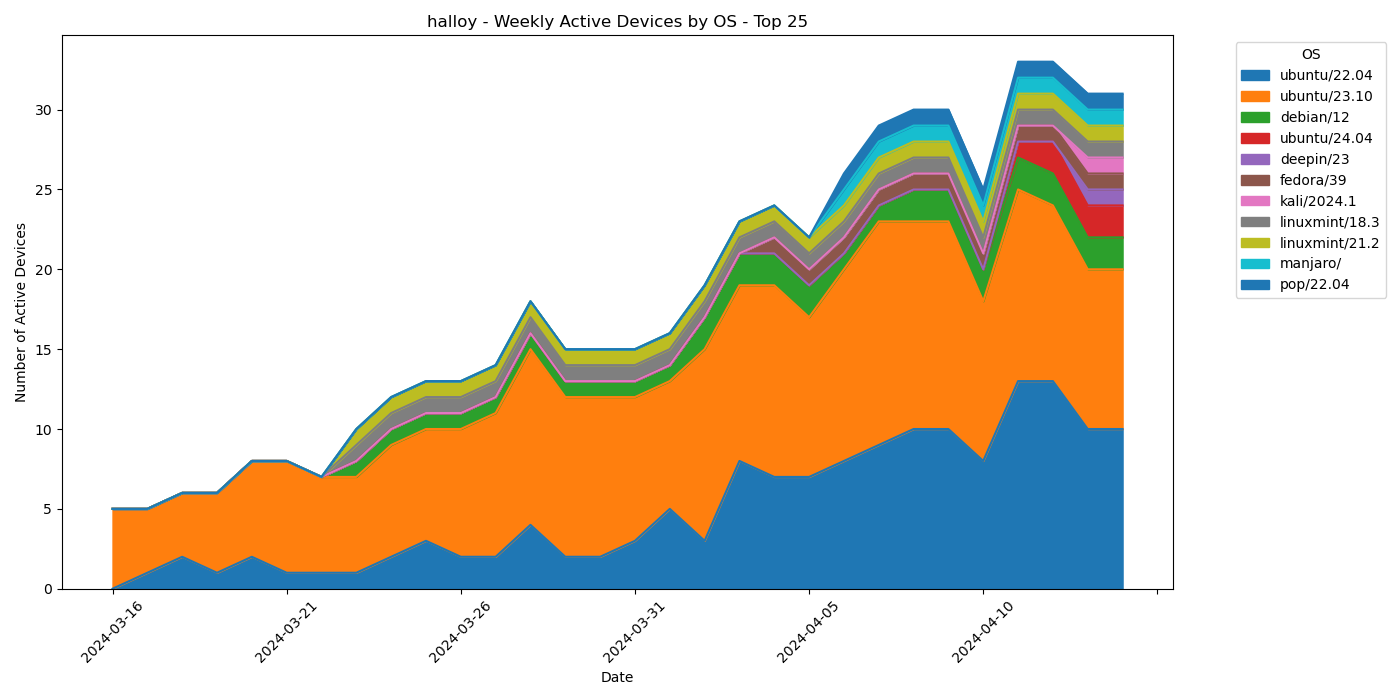 halloy - Weekly Active Devices by OS - Top 25
Number of Active Devices
30
25
20
15
10
5
0
2024-03-16
2024-03-21
2024-03-26
2024-03-31
2024-04-05
2024-04-10
Date
OS
ubuntu/22.04
ubuntu/23.10
debian/12
ubuntu/24.04
deepin/23
fedora/39
kali/2024.1
linuxmint/18.3
linuxmint/21.2
manjaro/
pop/22.04